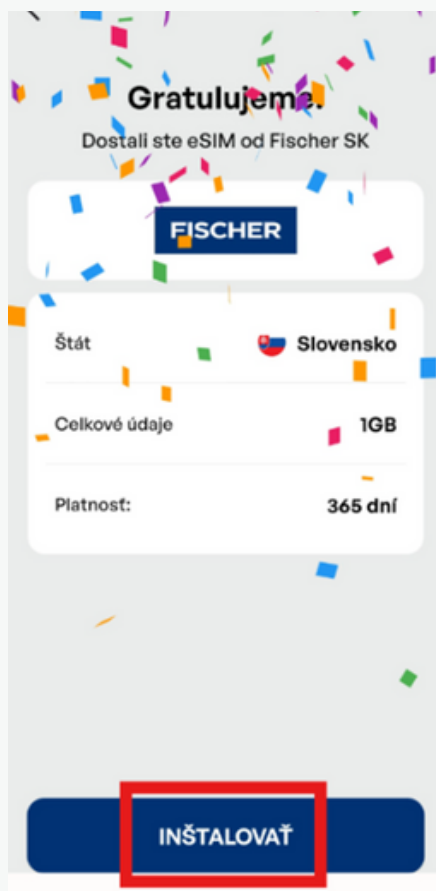 Gratulujeme!
Dostali ste eSIM od Fischer SK
FISCHER
Štát Slovensko
Celkové údaje 1GB
Platnosť: 365 dní
INŠTALOVAŤ